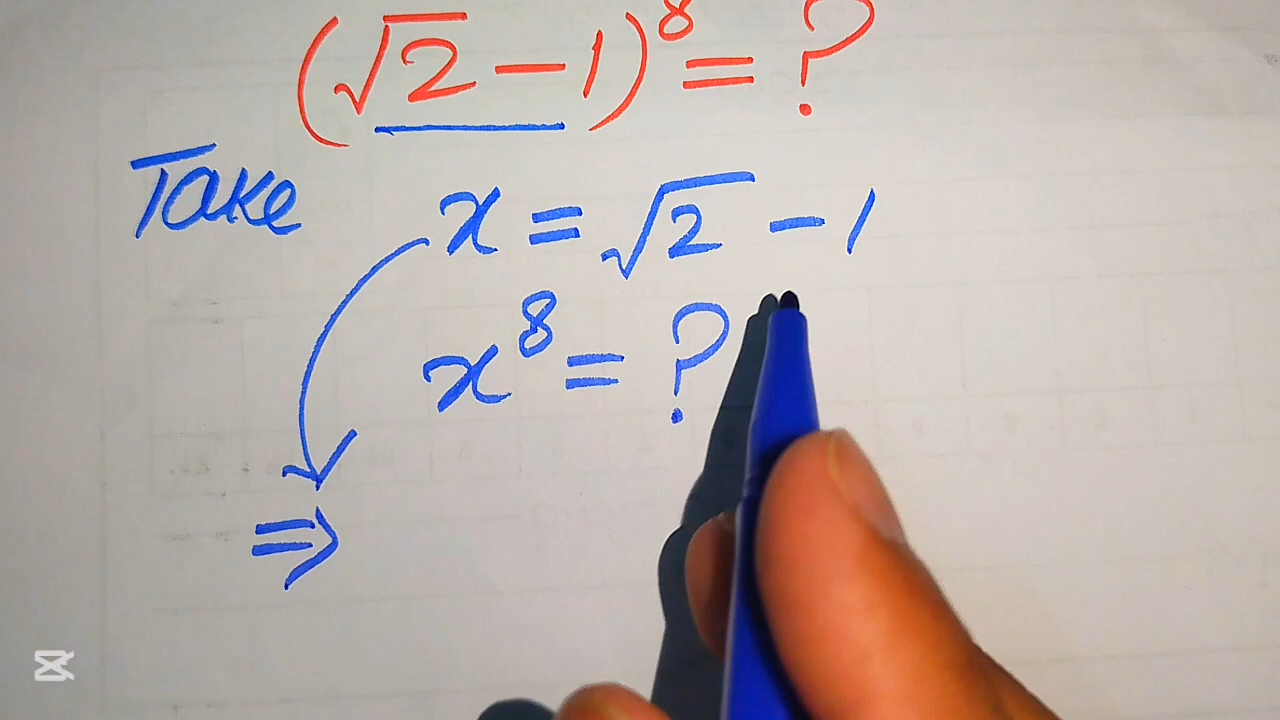 (√2 − 1)⁸ = ?
Take x = √2 − 1
x⁸ = ?
⇒